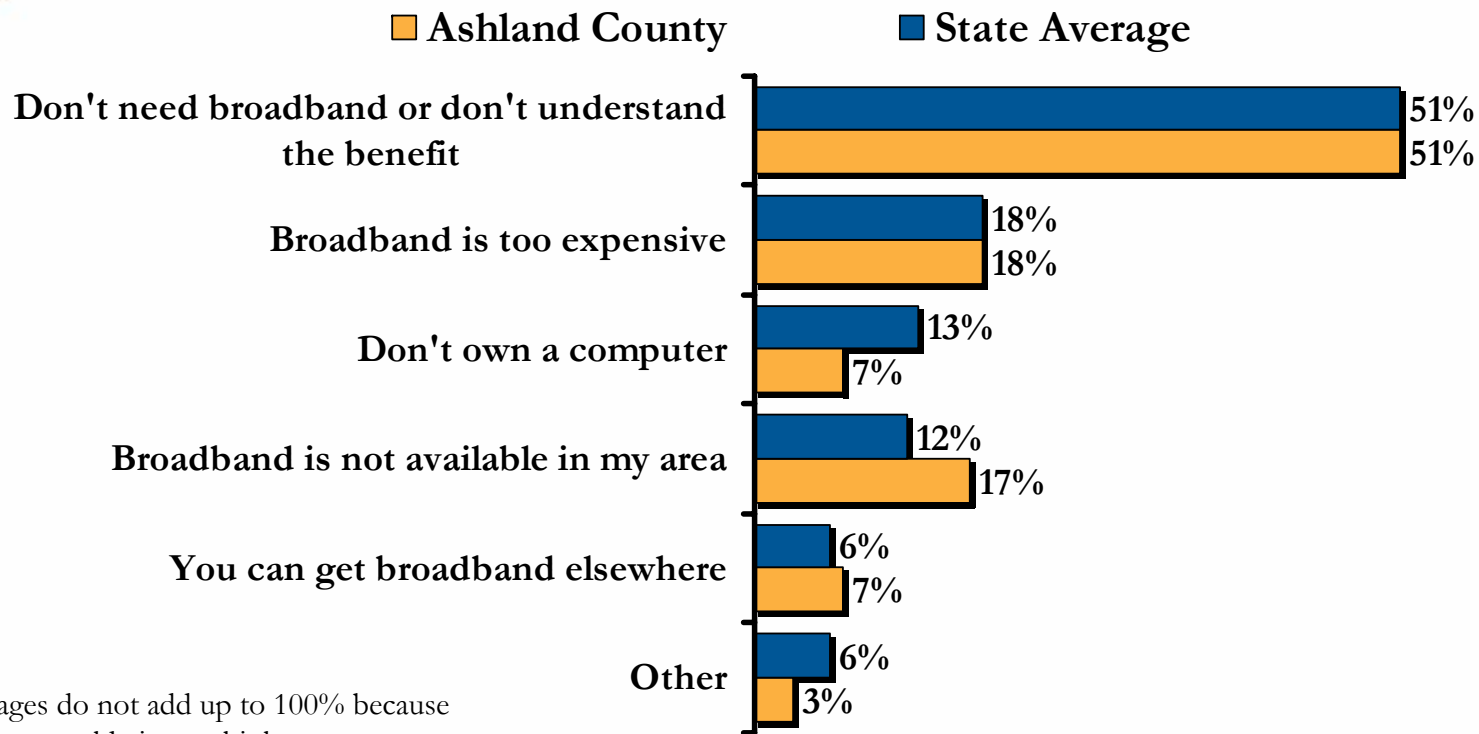 Ashland County State Average
Don't need broadband or don't understand
the benefit
51%
51%
Broadband is too expensive
18%
18%
Don't own a computer
13%
7%
Broadband is not available in my area
12%
17%
You can get broadband elsewhere
6%
7%
Other
6%
3%
do not add up to 100% because